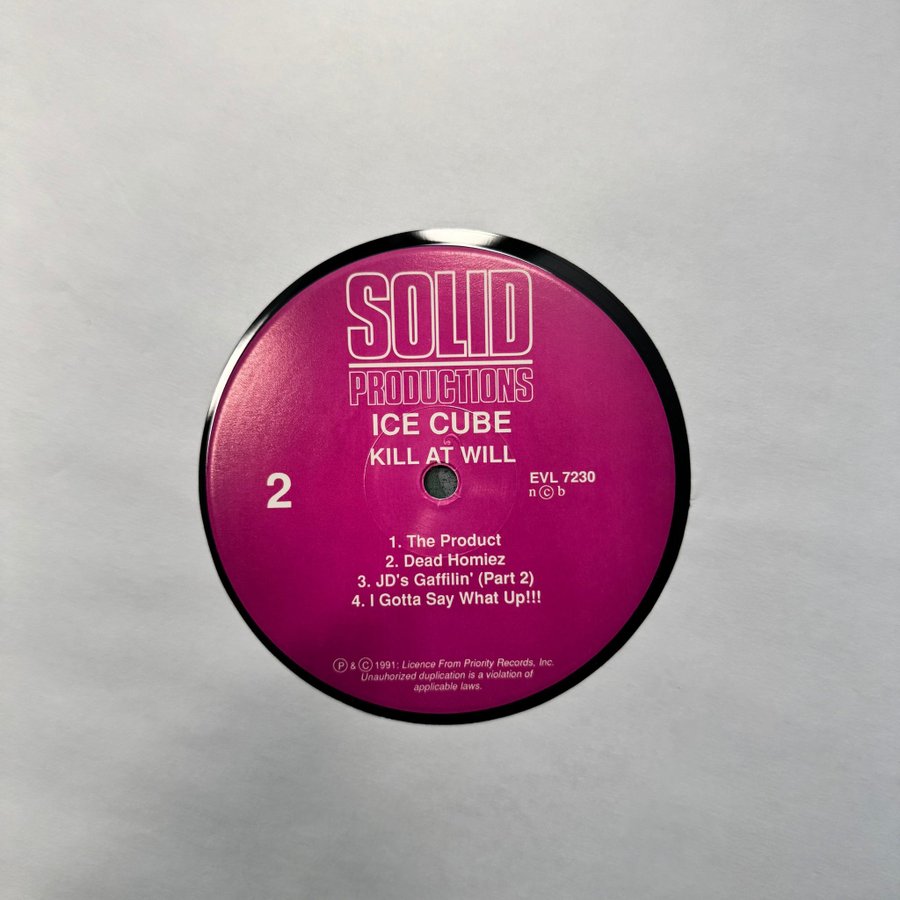 SOLID
PRODUCTIONS
ICE CUBE
KILL AT WILL
2
EVL 7230
n©b
1. The Product
2. Dead Homiez
3. JD's Gaffilin' (Part 2)
4. I Gotta Say What Up!!!
Ⓟ & Ⓒ 1991: Licence From Priority Records, Inc.
Unauhorized duplication is a violation of
applicable laws.